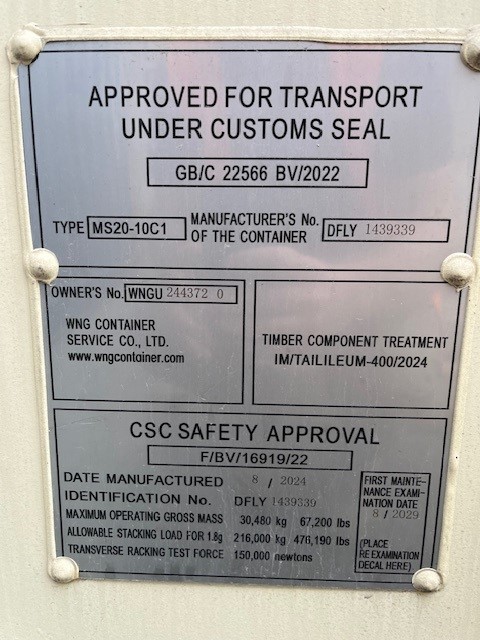 APPROVED FOR TRANSPORT
UNDER CUSTOMS SEAL
GB/C 22566 BV/2022
TYPE MS20-10C1 MANUFACTURER'S No. OF THE CONTAINER DFLY 1439339
OWNER'S No. WNGU 244372 0
WNG CONTAINER
SERVICE CO., LTD.
www.wngcontainer.com
TIMBER COMPONENT TREATMENT
IM/TAILILEUM-400/2024
CSC SAFETY APPROVAL
F/BV/16919/22
DATE MANUFACTURED 8 / 2024
IDENTIFICATION No. DFLY 1439339
MAXIMUM OPERATING GROSS MASS 30,480 kg 67,200 lbs
ALLOWABLE STACKING LOAD FOR 1.8g 216,000 kg 476,190 lbs
TRANSVERSE RACKING TEST FORCE 150,000 newtons
FIRST MAINTE-
NANCE EXAMI-
NATION DATE
8 / 2029
(PLACE
RE EXAMINATION
DECAL HERE).